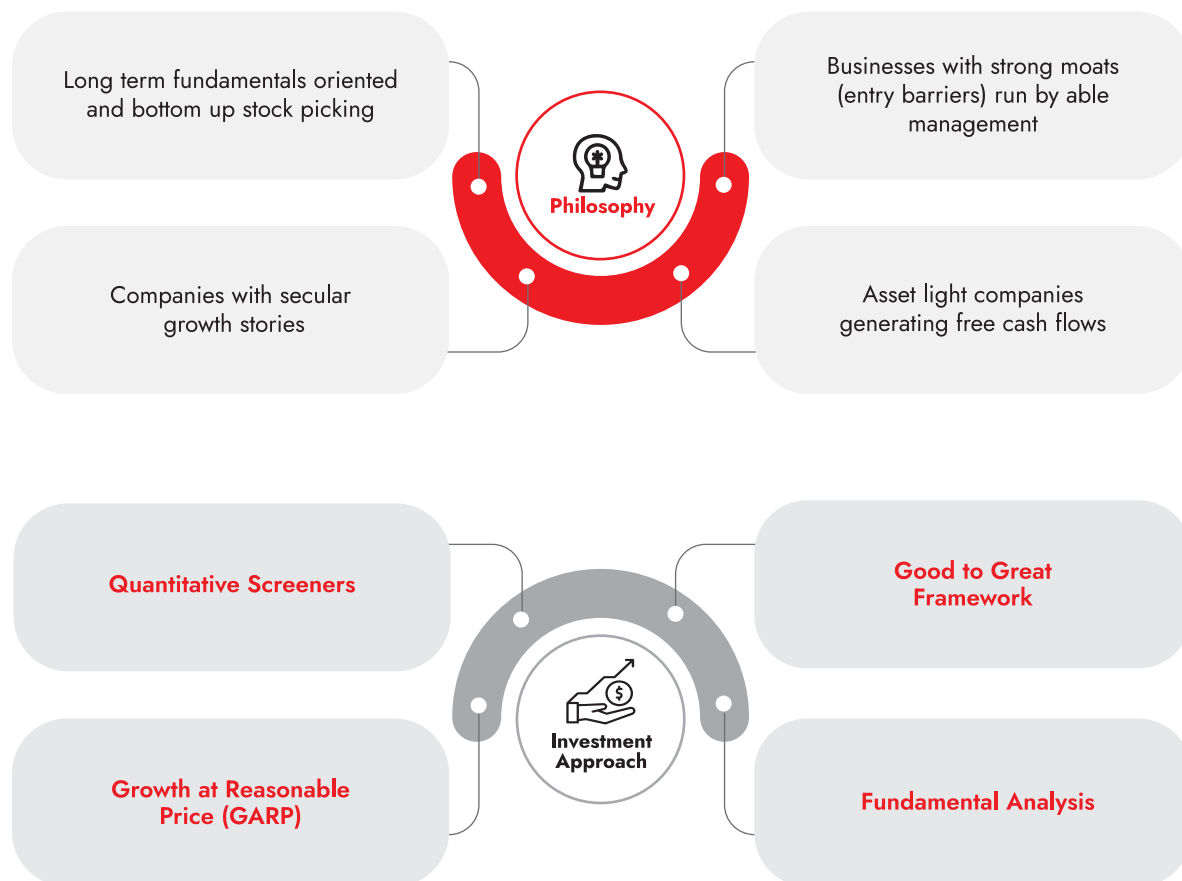 Long term fundamentals oriented
and bottom up stock picking
Businesses with strong moats
(entry barriers) run by able
management
Philosophy
Companies with secular
growth stories
Asset light companies
generating free cash flows
Quantitative Screeners
Good to Great
Framework
$
Investment
Approach
Growth at Reasonable
Price (GARP)
Fundamental Analysis